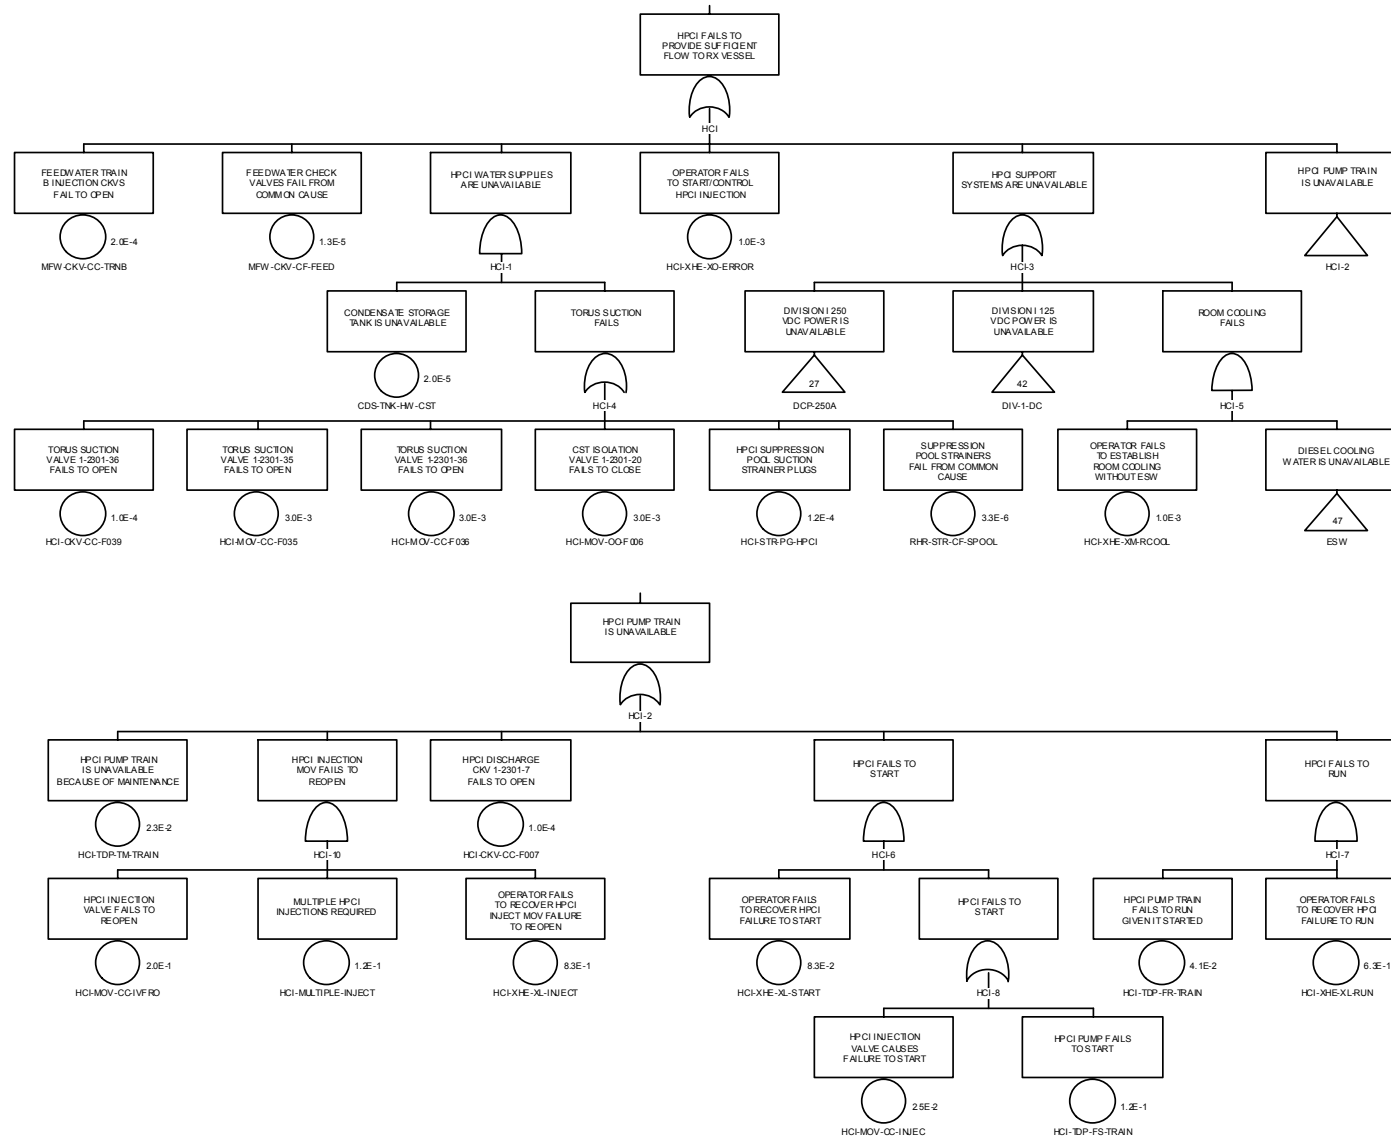 HPCI FAILS TO
PROVIDE SUFFICIENT
FLOW TO RX VESSEL
HCI
FEEDWATER TRAIN
B INJECTION CKVS
FAIL TO OPEN
2.0E-4
MFW-CKV-CC-TRNB
FEEDWATER CHECK
VALVES FAIL FROM
COMMON CAUSE
1.3E-5
MFW-CKV-CF-FEED
HPCI WATER SUPPLIES
ARE UNAVAILABLE
HCI-1
OPERATOR FAILS
TO START/CONTROL
HPCI INJECTION
1.0E-3
HCI-XHE-XO-ERROR
HPCI SUPPORT
SYSTEMS ARE UNAVAILABLE
HCI-3
HPCI PUMP TRAIN
IS UNAVAILABLE
HCI-2
CONDENSATE STORAGE
TANK IS UNAVAILABLE
2.0E-5
CDS-TNK-HW-CST
TORUS SUCTION
FAILS
HCI-4
DIVISION I 250
VDC POWER IS
UNAVAILABLE
27
DCP-250A
DIVISION I 125
VDC POWER IS
UNAVAILABLE
42
DIV-1-DC
ROOM COOLING
FAILS
HCI-5
TORUS SUCTION
VALVE 1-2301-36
FAILS TO OPEN
1.0E-4
HCI-CKV-CC-F039
TORUS SUCTION
VALVE 1-2301-35
FAILS TO OPEN
3.0E-3
HCI-MOV-CC-F035
TORUS SUCTION
VALVE 1-2301-36
FAILS TO OPEN
3.0E-3
HCI-MOV-CC-F036
CST ISOLATION
VALVE 1-2301-20
FAILS TO CLOSE
3.0E-3
HCI-MOV-OO-F006
HPCI SUPPRESSION
POOL SUCTION
STRAINER PLUGS
1.2E-4
HCI-STR-PG-HPCI
SUPPRESSION
POOL STRAINERS
FAIL FROM COMMON
CAUSE
3.3E-6
RHR-STR-CF-SPOOL
OPERATOR FAILS
TO ESTABLISH
ROOM COOLING
WITHOUT ESW
1.0E-3
HCI-XHE-XM-RCOOL
DIESEL COOLING
WATER IS UNAVAILABLE
47
ESW
HPCI PUMP TRAIN
IS UNAVAILABLE
HCI-2
HPCI PUMP TRAIN
IS UNAVAILABLE
BECAUSE OF MAINTENANCE
2.3E-2
HCI-TDP-TM-TRAIN
HPCI INJECTION
MOV FAILS TO
REOPEN
HCI-10
HPCI DISCHARGE
CKV 1-2301-7
FAILS TO OPEN
1.0E-4
HCI-CKV-CC-F007
HPCI FAILS TO
START
HCI-6
HPCI FAILS TO
RUN
HCI-7
HPCI INJECTION
VALVE FAILS TO
REOPEN
2.0E-1
HCI-MOV-CC-IVFRO
MULTIPLE HPCI
INJECTIONS REQUIRED
1.2E-1
HCI-MULTIPLE-INJECT
OPERATOR FAILS
TO RECOVER HPCI
INJECT MOV FAILURE
TO REOPEN
8.3E-1
HCI-XHE-XL-INJECT
OPERATOR FAILS
TO RECOVER HPCI
FAILURE TO START
8.3E-2
HCI-XHE-XL-START
HPCI FAILS TO
START
HCI-8
HPCI PUMP TRAIN
FAILS TO RUN
GIVEN IT STARTED
4.1E-2
HCI-TDP-FR-TRAIN
OPERATOR FAILS
TO RECOVER HPCI
FAILURE TO RUN
6.3E-1
HCI-XHE-XL-RUN
HPCI INJECTION
VALVE CAUSES
FAILURE TO START
2.5E-2
HCI-MOV-CC-INJEC
HPCI PUMP FAILS
TO START
1.2E-1
HCI-TDP-FS-TRAIN